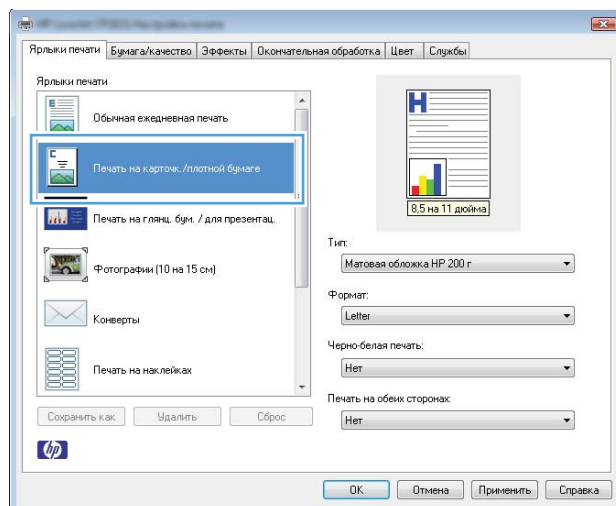 Ярлыки печати Бумага/качество Эффекты Окончательная обработка Цвет Службы
Ярлыки печати
Обычная ежедневная печать
Печать на карточк./плотной бумаге
Печать на глянц. бум. / для презентац.
Фотографии (10 на 15 см)
Конверты
Печать на наклейках
Сохранить как Удалить Сброс
8,5 на 11 дюйма
Тип:
Матовая обложка HP 200 г
Формат:
Letter
Черно-белая печать:
Нет
Печать на обеих сторонах:
Нет
hp
OK Отмена Применить Справка